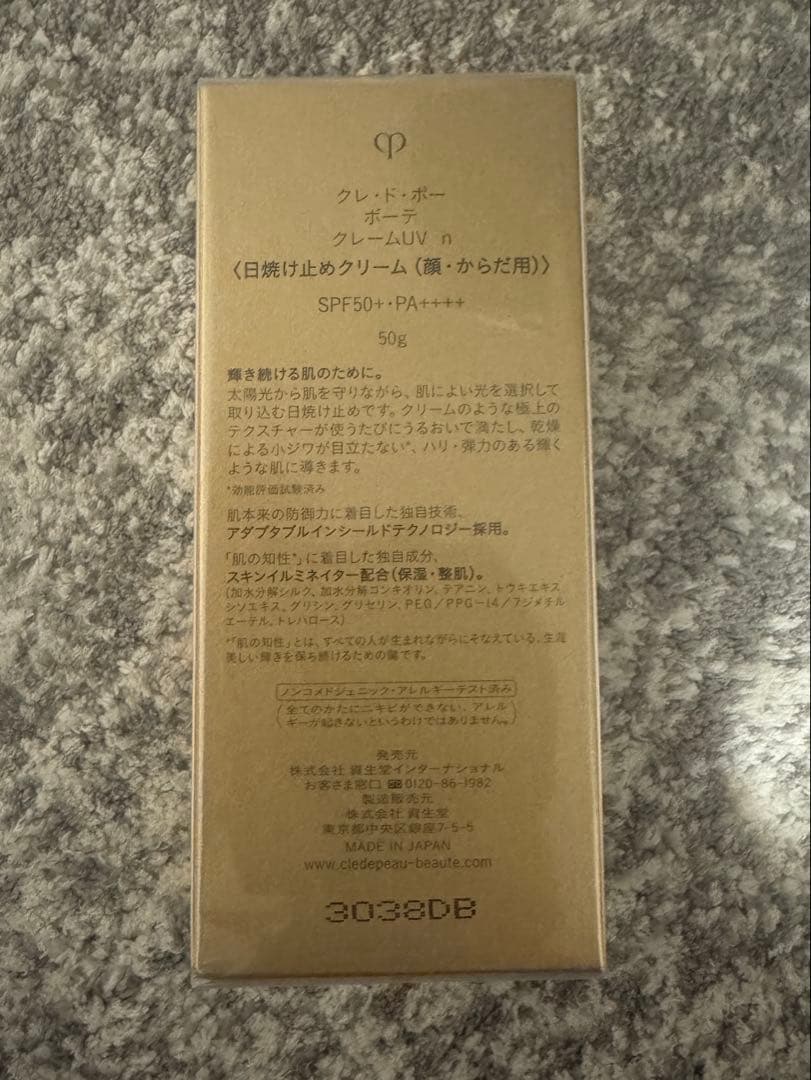 クレ・ド・ポー
ボーテ
クレームUV n
〈日焼け止めクリーム（顔・からだ用）〉
SPF50+・PA++++
50g
輝き続ける肌のために。
太陽光から肌を守りながら、肌によい光を選択して
取り込む日焼け止めです。クリームのような極上の
テクスチャーが使うたびにうるおいで満たし、乾燥
による小ジワが目立たない*、ハリ・弾力のある輝く
ような肌に導きます。
*効能評価試験済み
肌本来の防御力に着目した独自技術、
アダプタブルインシールドテクノロジー採用。
「肌の知性*」に着目した独自成分、
スキンイルミネイター配合（保湿・整肌）。
（加水分解シルク、加水分解コンキオリン、テアニン、トウキエキス
シソエキス、グリシン、グリセリン、PEG／PPG−14／7ジメチル
エーテル、トレハロース）
*「肌の知性」とは、すべての人が生まれながらにそなえている、生涯
美しい輝きを保ち続けるための働です。
ノンコメドジェニック・アレルギーテスト済み
（全てのかたにニキビができない、アレル
ギーが起きないというわけではありません。）
発売元
株式会社 資生堂インターナショナル
お客さま窓口 0120-86-1982
製造販売元
株式会社 資生堂
東京都中央区銀座7-5-5
MADE IN JAPAN
www.cledepeau-beaute.com
3038DB